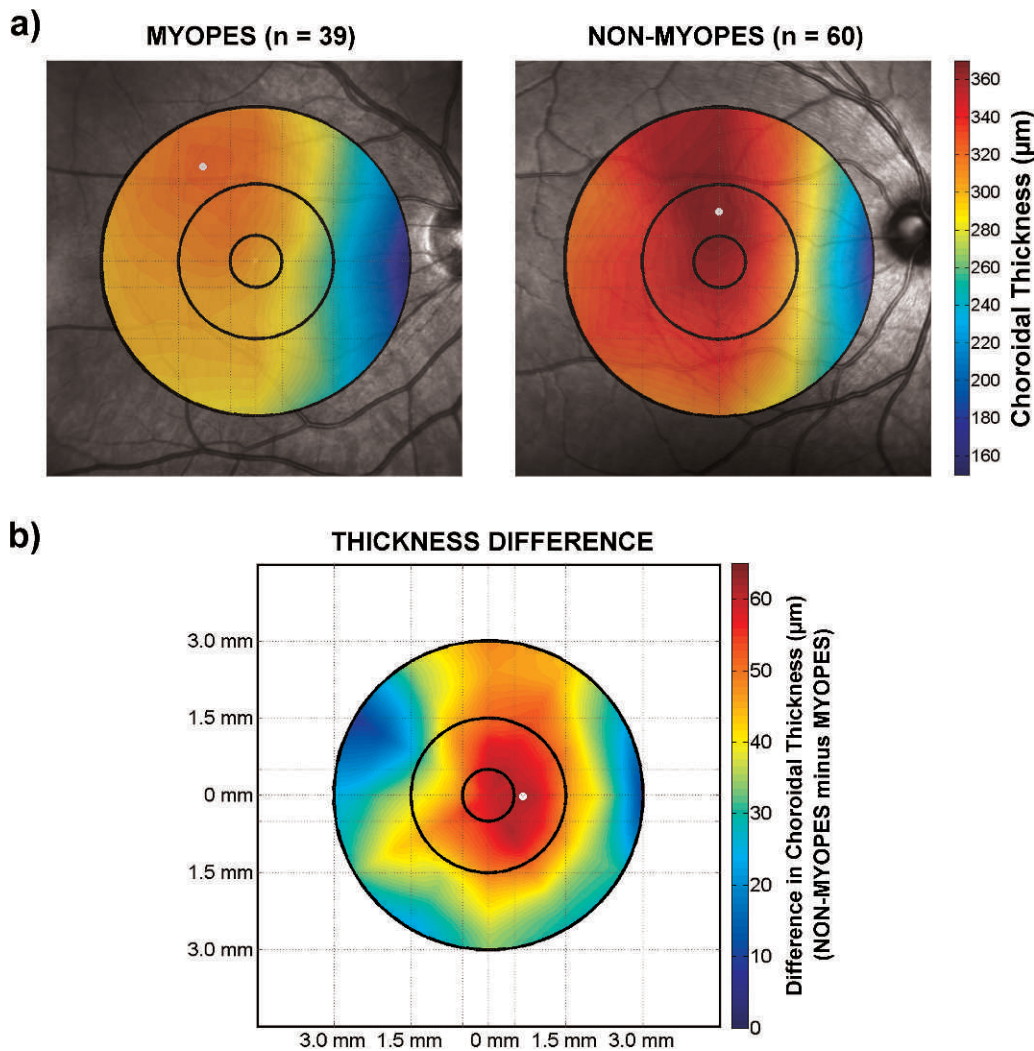 a)
MYOPES (n = 39)
NON-MYOPES (n = 60)
360
340
320
300
280
260
240
220
200
180
160
Choroidal Thickness (µm)
b)
THICKNESS DIFFERENCE
3.0 mm
1.5 mm
0 mm
1.5 mm
3.0 mm
3.0 mm 1.5 mm 0 mm 1.5 mm 3.0 mm
60
50
40
30
20
10
0
Difference in Choroidal Thickness (µm)
(NON-MYOPES minus MYOPES)